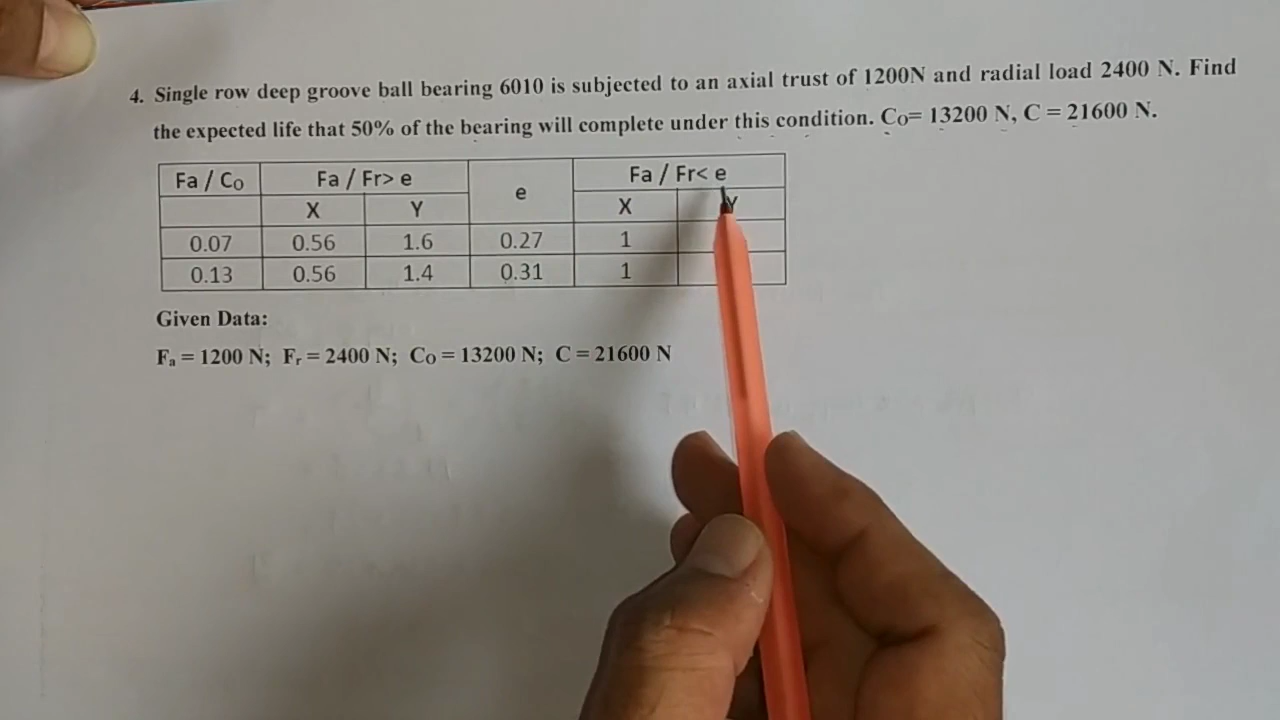 4. Single row deep groove ball bearing 6010 is subjected to an axial trust of 1200N and radial load 2400 N. Find
the expected life that 50% of the bearing will complete under this condition. Co= 13200 N, C = 21600 N.
Fa / Co Fa / Fr> e e Fa / Fr< e
X Y X Y
0.07 0.56 1.6 0.27 1
0.13 0.56 1.4 0.31 1
Given Data:
Fa = 1200 N; Fr = 2400 N; Co = 13200 N; C = 21600 N